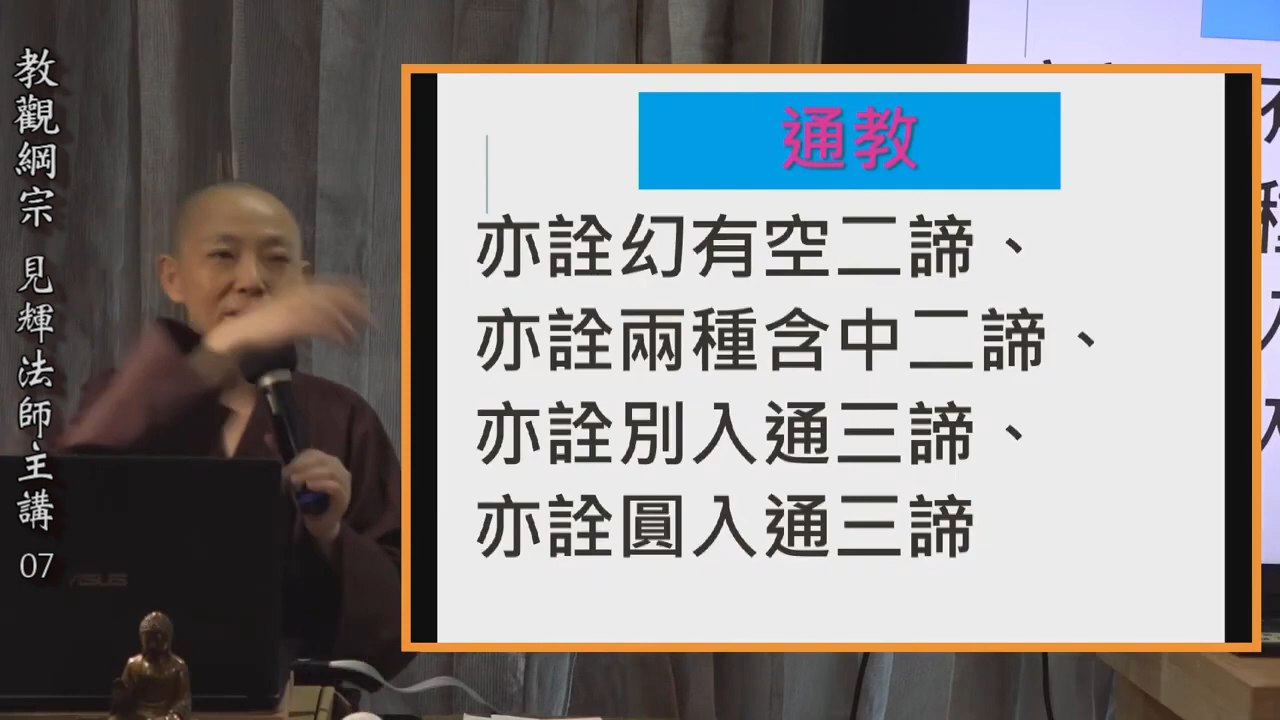 教觀綱宗 見輝法師主講 07
通教
亦詮幻有空二諦、
亦詮兩種含中二諦、
亦詮別入通三諦、
亦詮圓入通三諦
ASUS